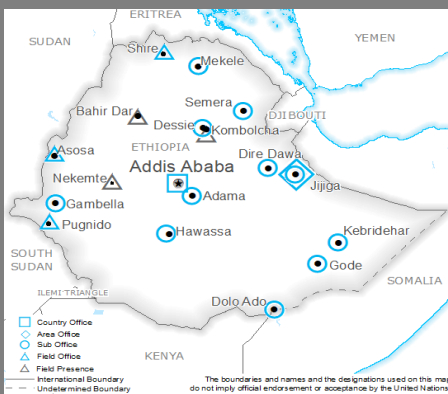 ERITREA
SUDAN
YEMEN
Shire
Mekele
Semera
Bahir Dar
DJIBOUTI
Dessie
Kombolcha
ETHIOPIA
Asosa
Dire Dawa
Addis Ababa
Nekemte
Jijiga
Adama
Gambella
Pugnido
Hawassa
Kebridehar
SOUTH
SUDAN
Gode
SOMALIA
ILEMI TRIANGLE
Dolo Ado
Country Office
Area Office
Sub Office
Field Office
KENYA
Field Presence
International Boundary
The boundaries and names and the designations used on this map
Undetermined Boundary
do not imply official endorsement or acceptance by the United Nations